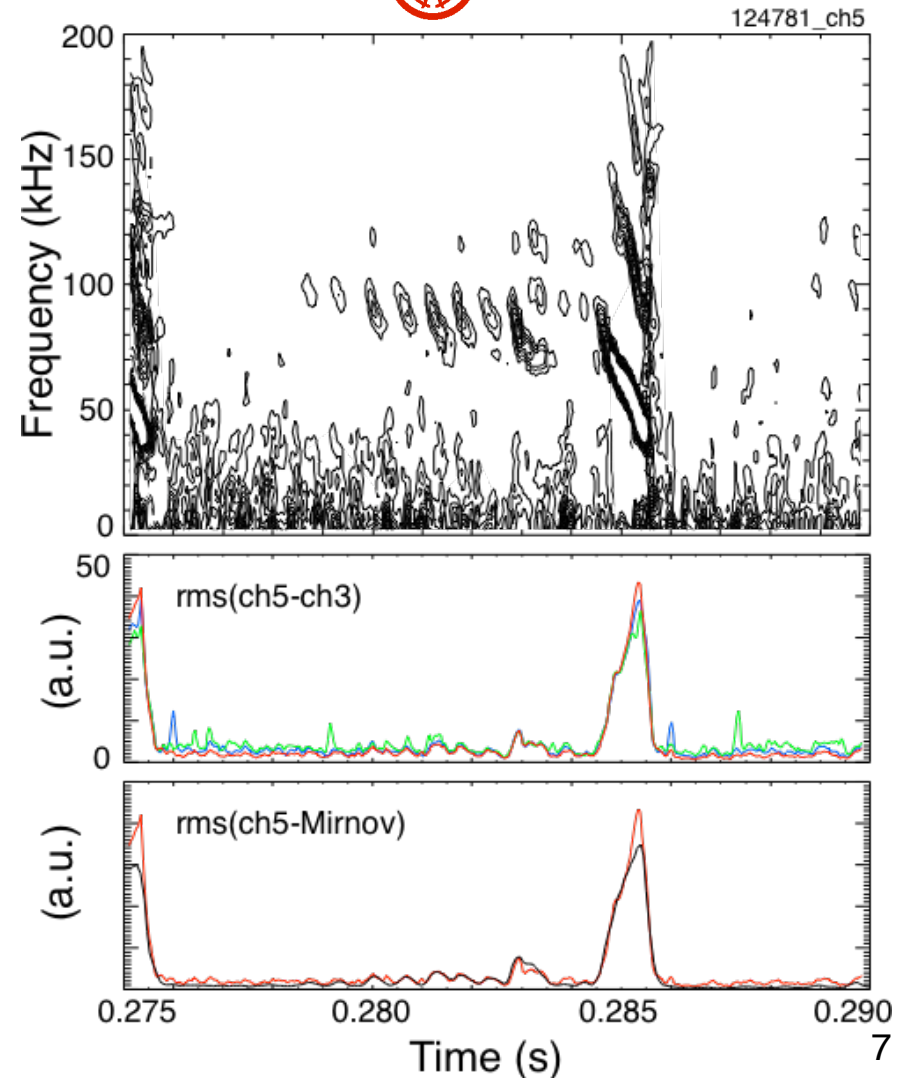 124781_ch5
200
150
100
50
0
Frequency (kHz)
50
0
(a.u.)
rms(ch5-ch3)
(a.u.)
rms(ch5-Mirnov)
0.275 0.280 0.285 0.290
Time (s)
7